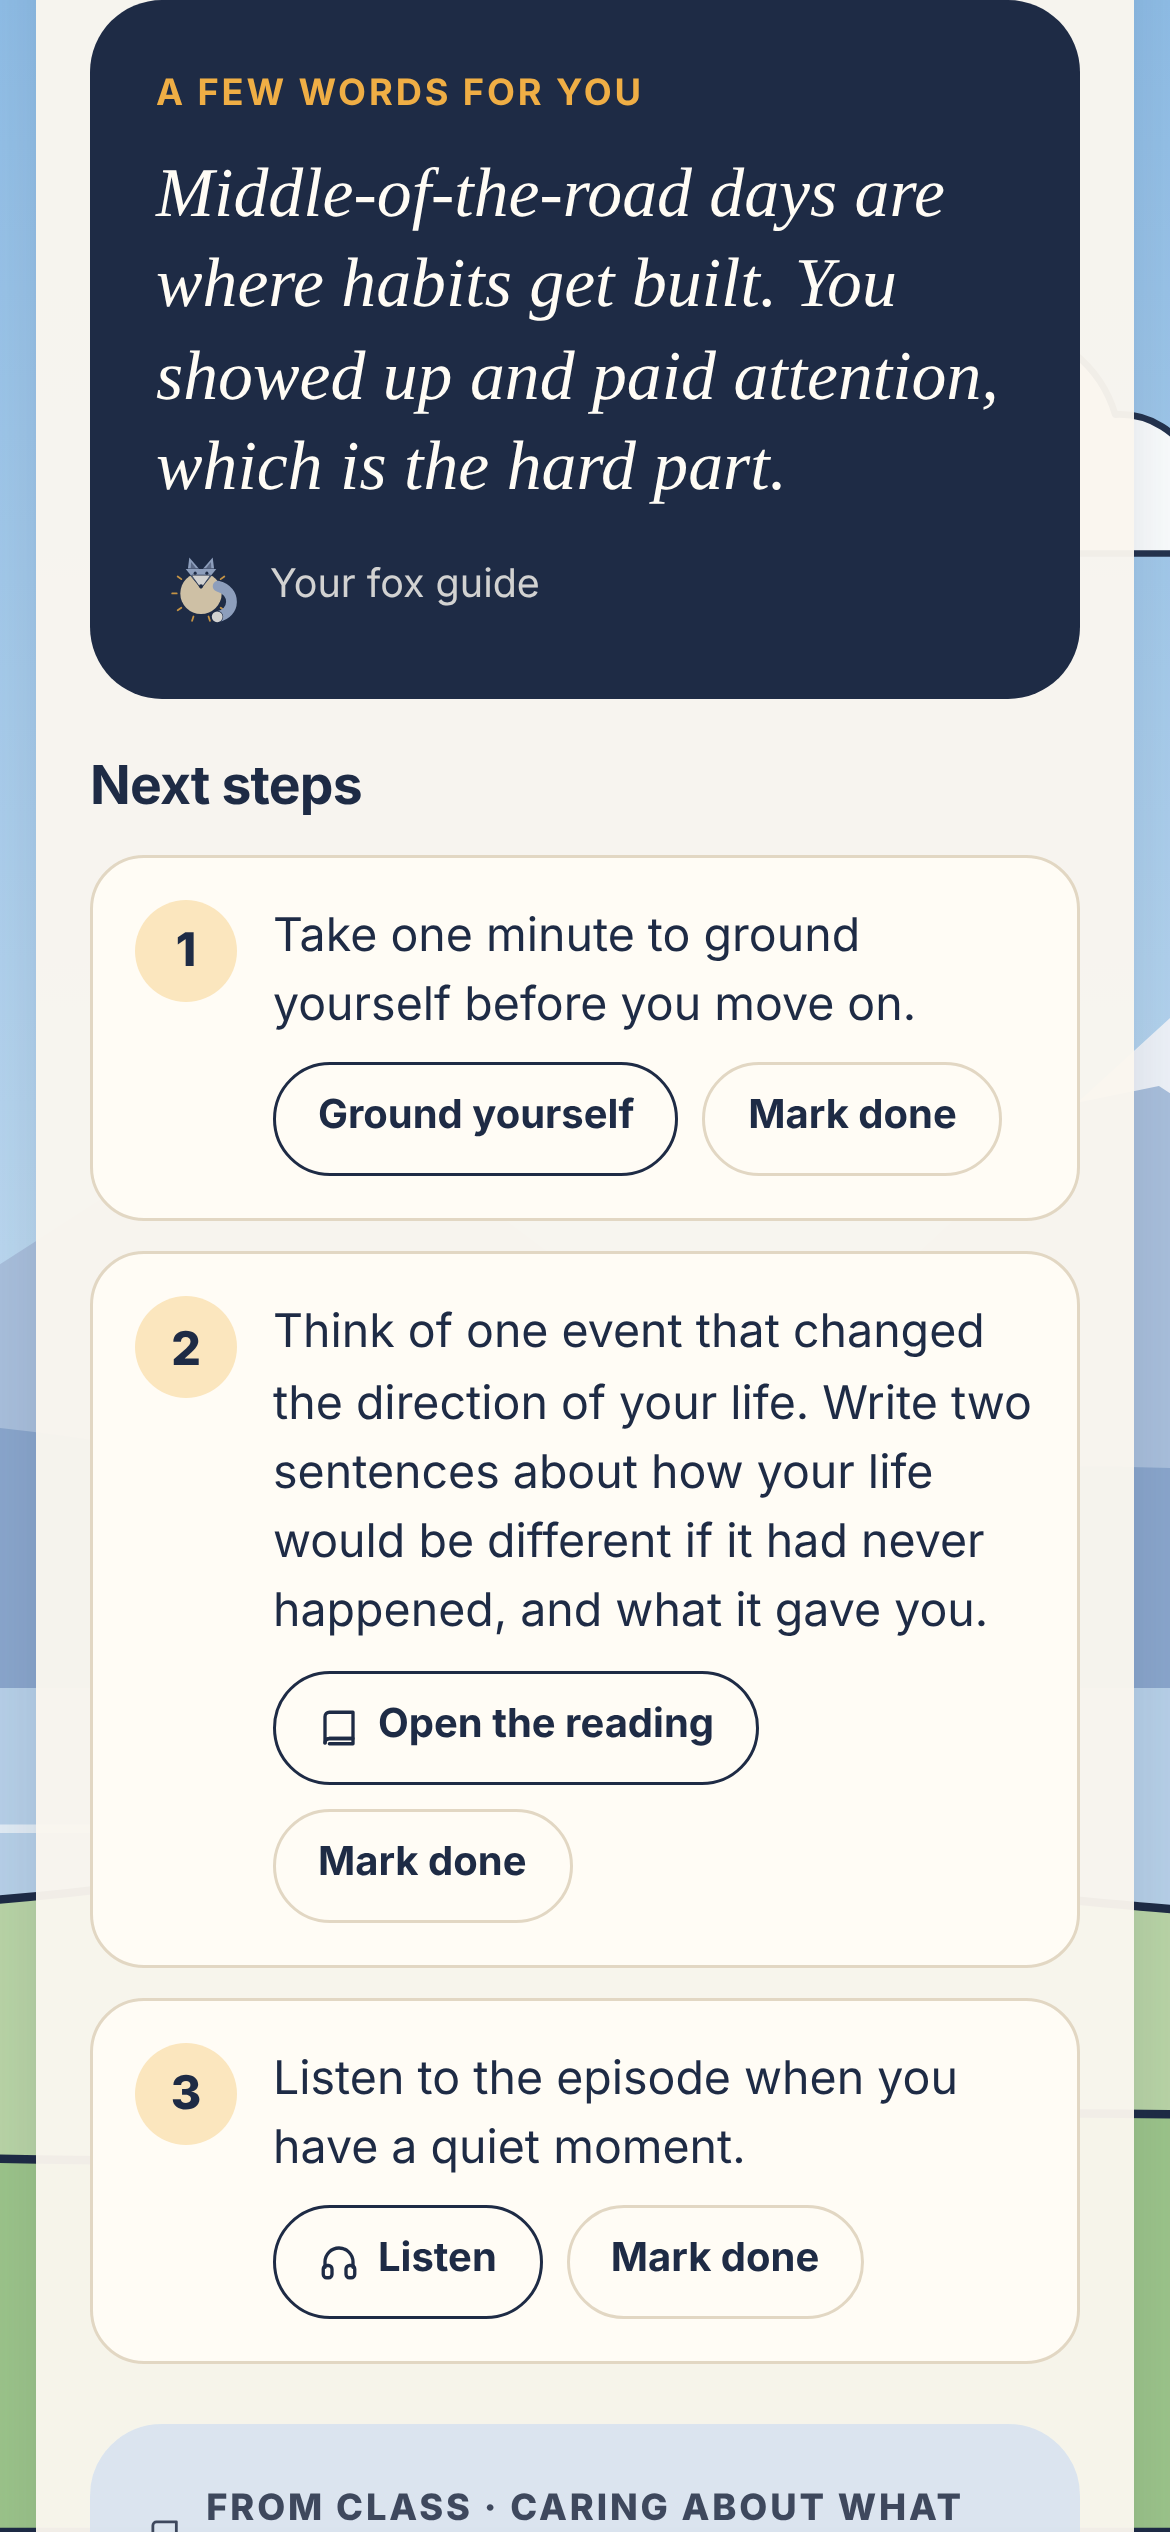 A FEW WORDS FOR YOU
Middle-of-the-road days are
where habits get built. You
showed up and paid attention,
which is the hard part.
Your fox guide
Next steps
1
Take one minute to ground
yourself before you move on.
Ground yourself
Mark done
2
Think of one event that changed
the direction of your life. Write two
sentences about how your life
would be different if it had never
happened, and what it gave you.
Open the reading
Mark done
3
Listen to the episode when you
have a quiet moment.
Listen
Mark done
FROM CLASS · CARING ABOUT WHAT